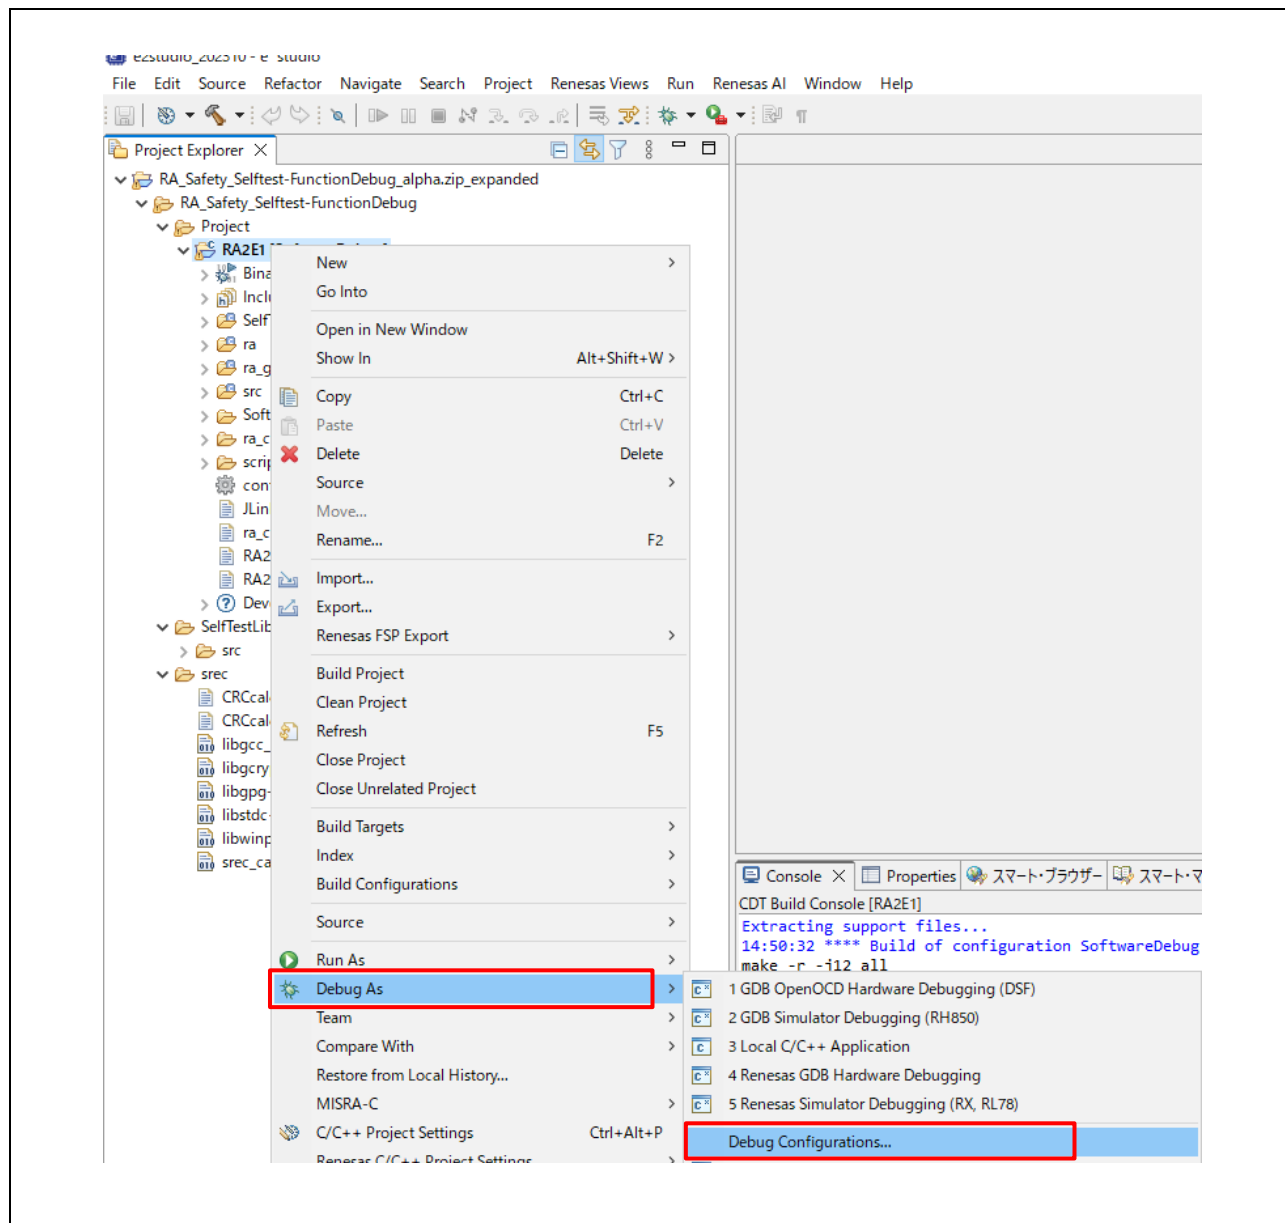 e2studio_202310 - e² studio
File Edit Source Refactor Navigate Search Project Renesas Views Run Renesas AI Window Help
Project Explorer
RA_Safety_Selftest-FunctionDebug_alpha.zip_expanded
RA_Safety_Selftest-FunctionDebug
Project
RA2E1
Bina
Inclu
Self
ra
ra_g
src
Soft
ra_c
scrip
con
JLin
ra_c
RA2
RA2
Dev
SelfTestLib
src
srec
CRCcal
CRCcal
libgcc_
libgcry
libgpg-
libstdc
libwinp
srec_ca
New
Go Into
Open in New Window
Show In Alt+Shift+W
Copy Ctrl+C
Paste Ctrl+V
Delete Delete
Source
Move...
Rename... F2
Import...
Export...
Renesas FSP Export
Build Project
Clean Project
Refresh F5
Close Project
Close Unrelated Project
Build Targets
Index
Build Configurations
Source
Run As
Debug As
Team
Compare With
Restore from Local History...
MISRA-C
C/C++ Project Settings Ctrl+Alt+P
Renesas C/C++ Project Settings
Console Properties スマート・ブラウザー スマート・マ
CDT Build Console [RA2E1]
Extracting support files...
14:50:32 **** Build of configuration SoftwareDebug
make -r -j12 all
1 GDB OpenOCD Hardware Debugging (DSF)
2 GDB Simulator Debugging (RH850)
3 Local C/C++ Application
4 Renesas GDB Hardware Debugging
5 Renesas Simulator Debugging (RX, RL78)
Debug Configurations...